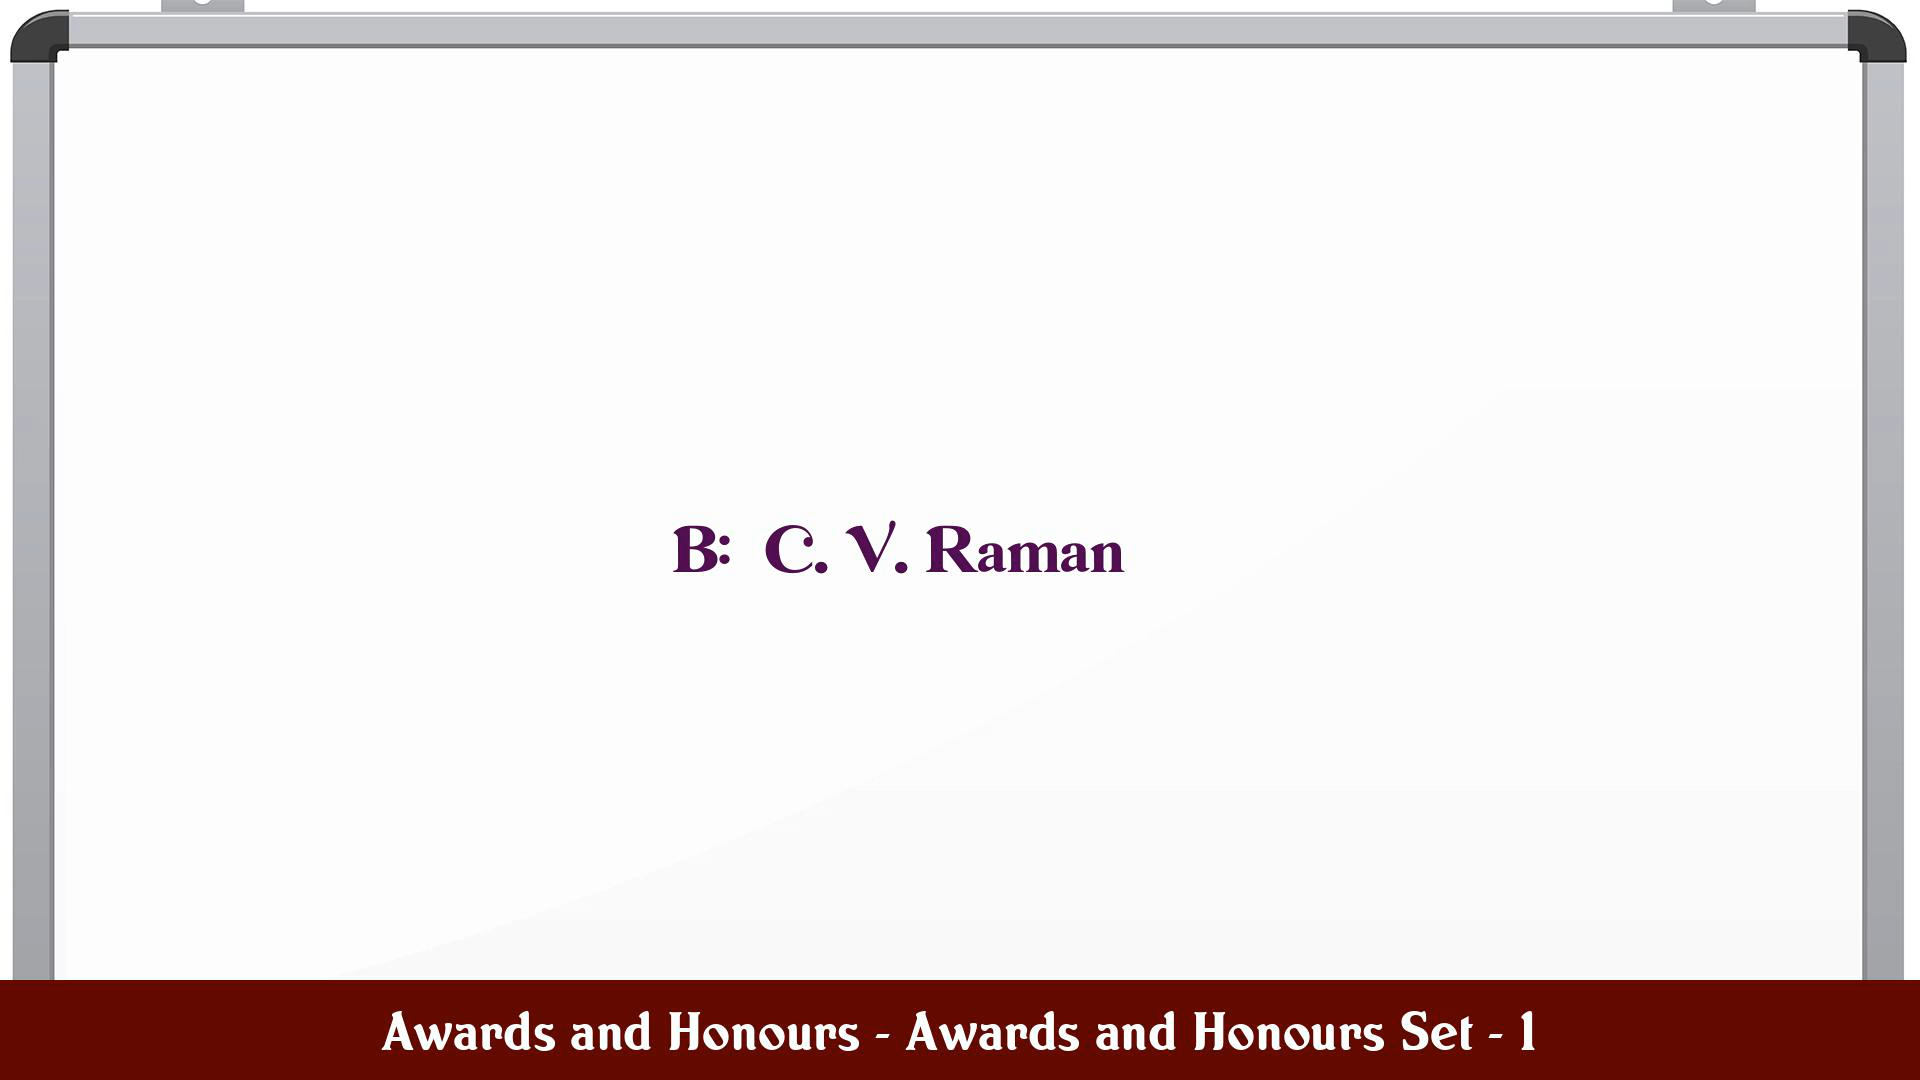 B: C. V. Raman
Awards and Honours - Awards and Honours Set - 1